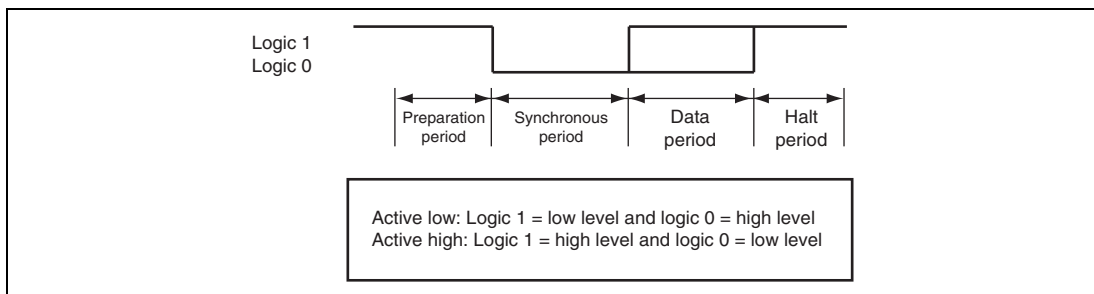 Logic 1
Logic 0
Preparation period
Synchronous period
Data period
Halt period
Active low: Logic 1 = low level and logic 0 = high level
Active high: Logic 1 = high level and logic 0 = low level